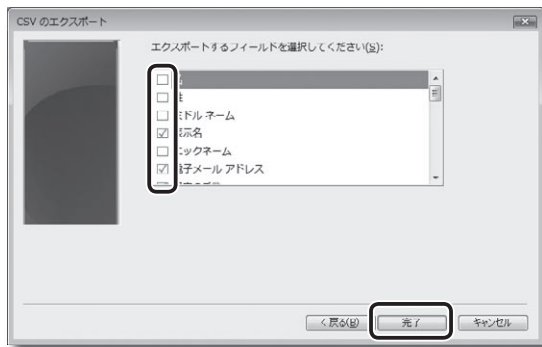 CSV のエクスポート
エクスポートするフィールドを選択してください(S):
ミドル ネーム
表示名
ニックネーム
電子メール アドレス
< 戻る(B)
完了
キャンセル